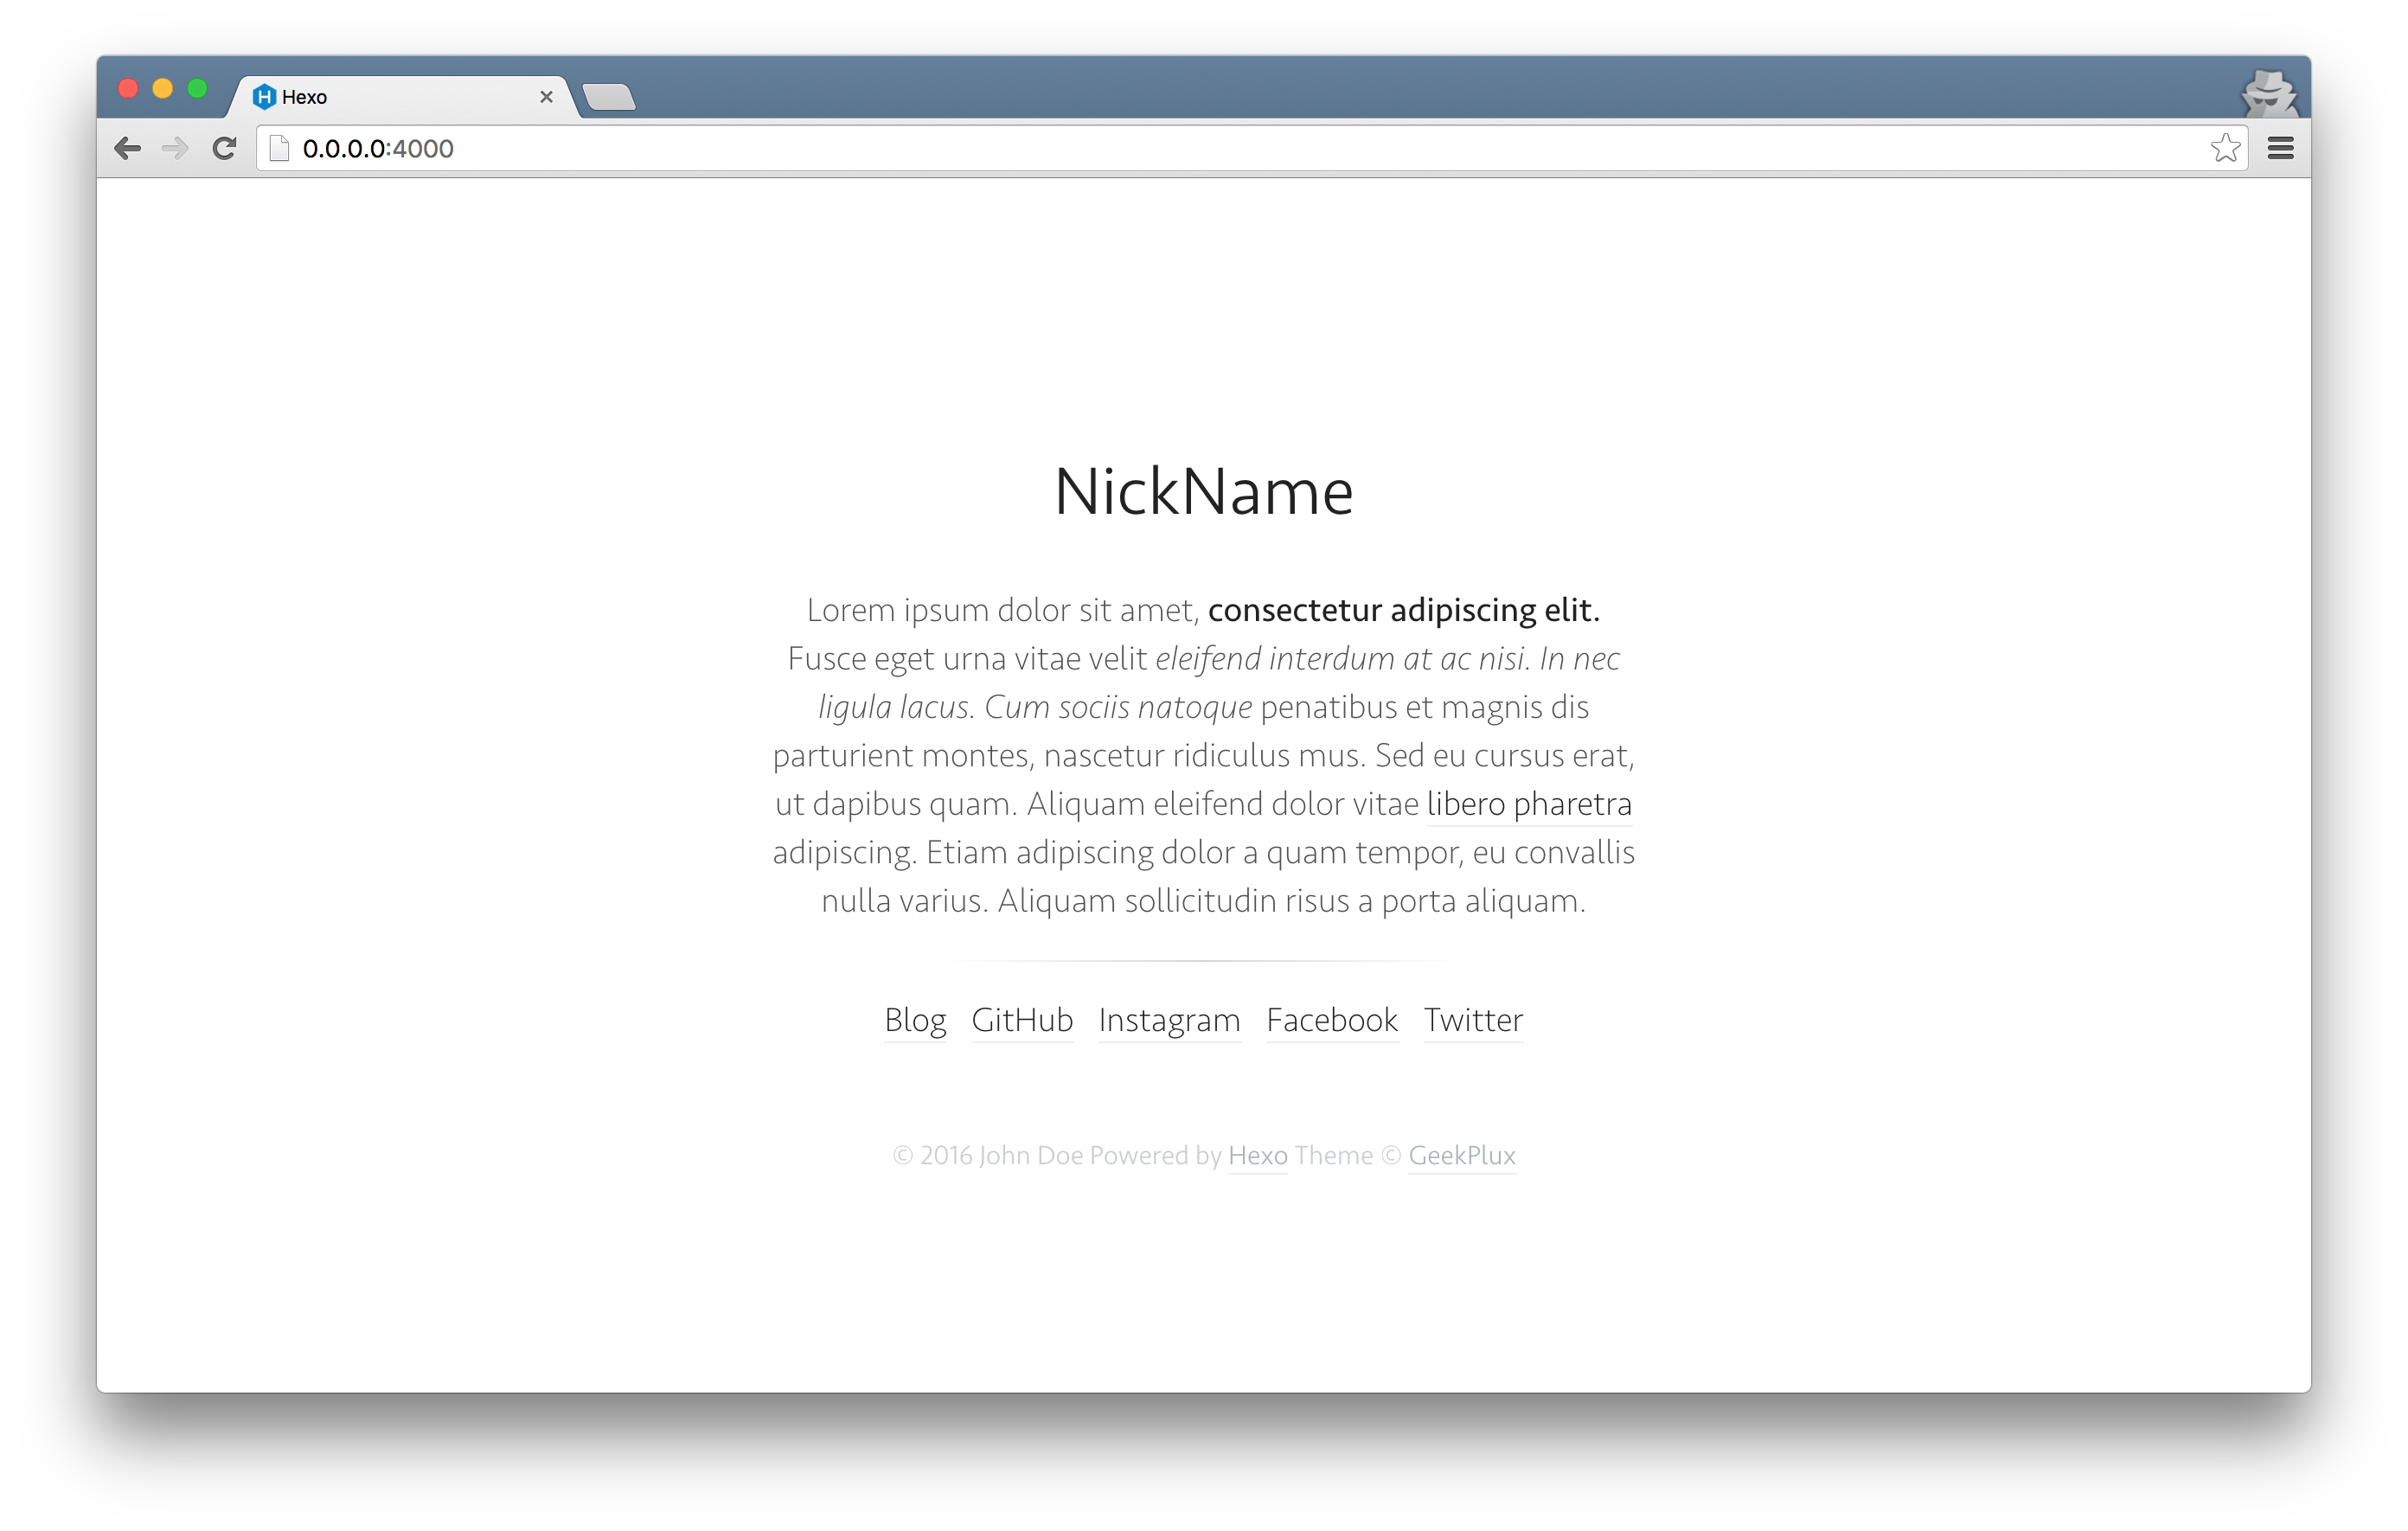 Hexo
0.0.0.0:4000
NickName
Lorem ipsum dolor sit amet, consectetur adipiscing elit.
Fusce eget urna vitae velit eleifend interdum at ac nisi. In nec
ligula lacus. Cum sociis natoque penatibus et magnis dis
parturient montes, nascetur ridiculus mus. Sed eu cursus erat,
ut dapibus quam. Aliquam eleifend dolor vitae libero pharetra
adipiscing. Etiam adipiscing dolor a quam tempor, eu convallis
nulla varius. Aliquam sollicitudin risus a porta aliquam.
Blog GitHub Instagram Facebook Twitter
© 2016 John Doe Powered by Hexo Theme © GeekPlux